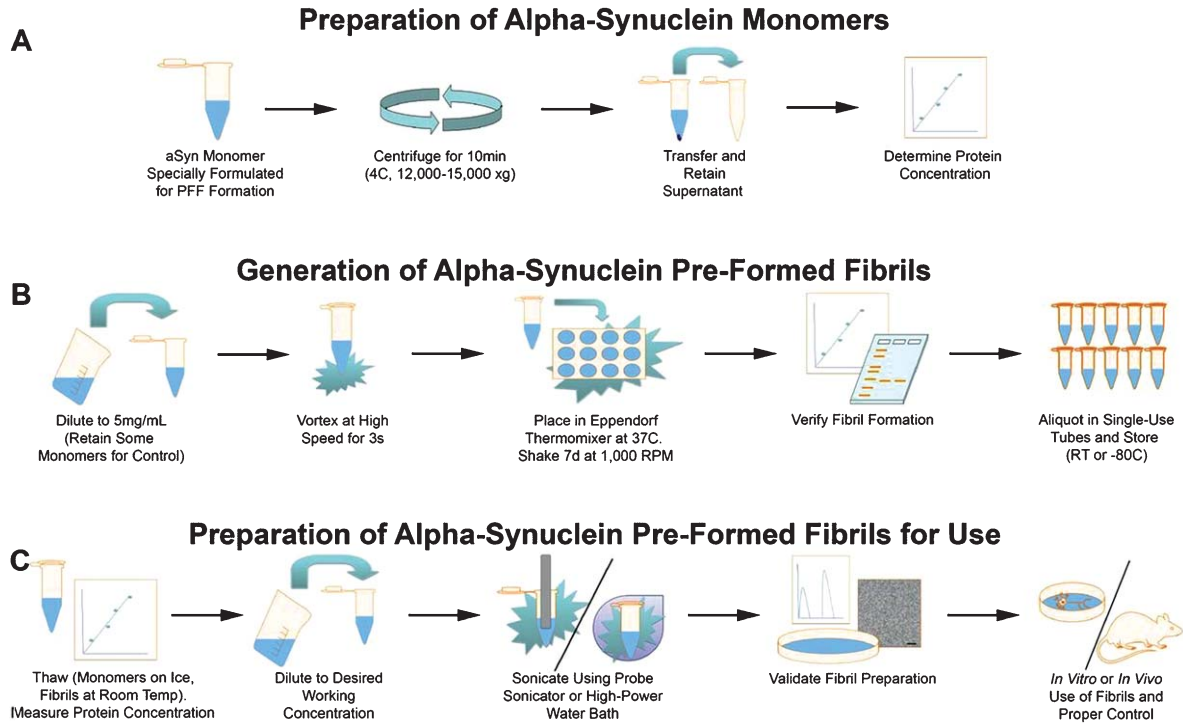 Preparation of Alpha-Synuclein Monomers
A
aSyn Monomer
Specially Formulated
for PFF Formation
Centrifuge for 10min
(4C, 12,000-15,000 xg)
Transfer and
Retain
Supernatant
Determine Protein
Concentration
Generation of Alpha-Synuclein Pre-Formed Fibrils
B
Dilute to 5mg/mL
(Retain Some
Monomers for Control)
Vortex at High
Speed for 3s
Place in Eppendorf
Thermomixer at 37C.
Shake 7d at 1,000 RPM
Verify Fibril Formation
Aliquot in Single-Use
Tubes and Store
(RT or -80C)
Preparation of Alpha-Synuclein Pre-Formed Fibrils for Use
C
Thaw (Monomers on Ice,
Fibrils at Room Temp).
Measure Protein Concentration
Dilute to Desired
Working
Concentration
Sonicate Using Probe
Sonicator or High-Power
Water Bath
Validate Fibril Preparation
In Vitro or In Vivo
Use of Fibrils and
Proper Control